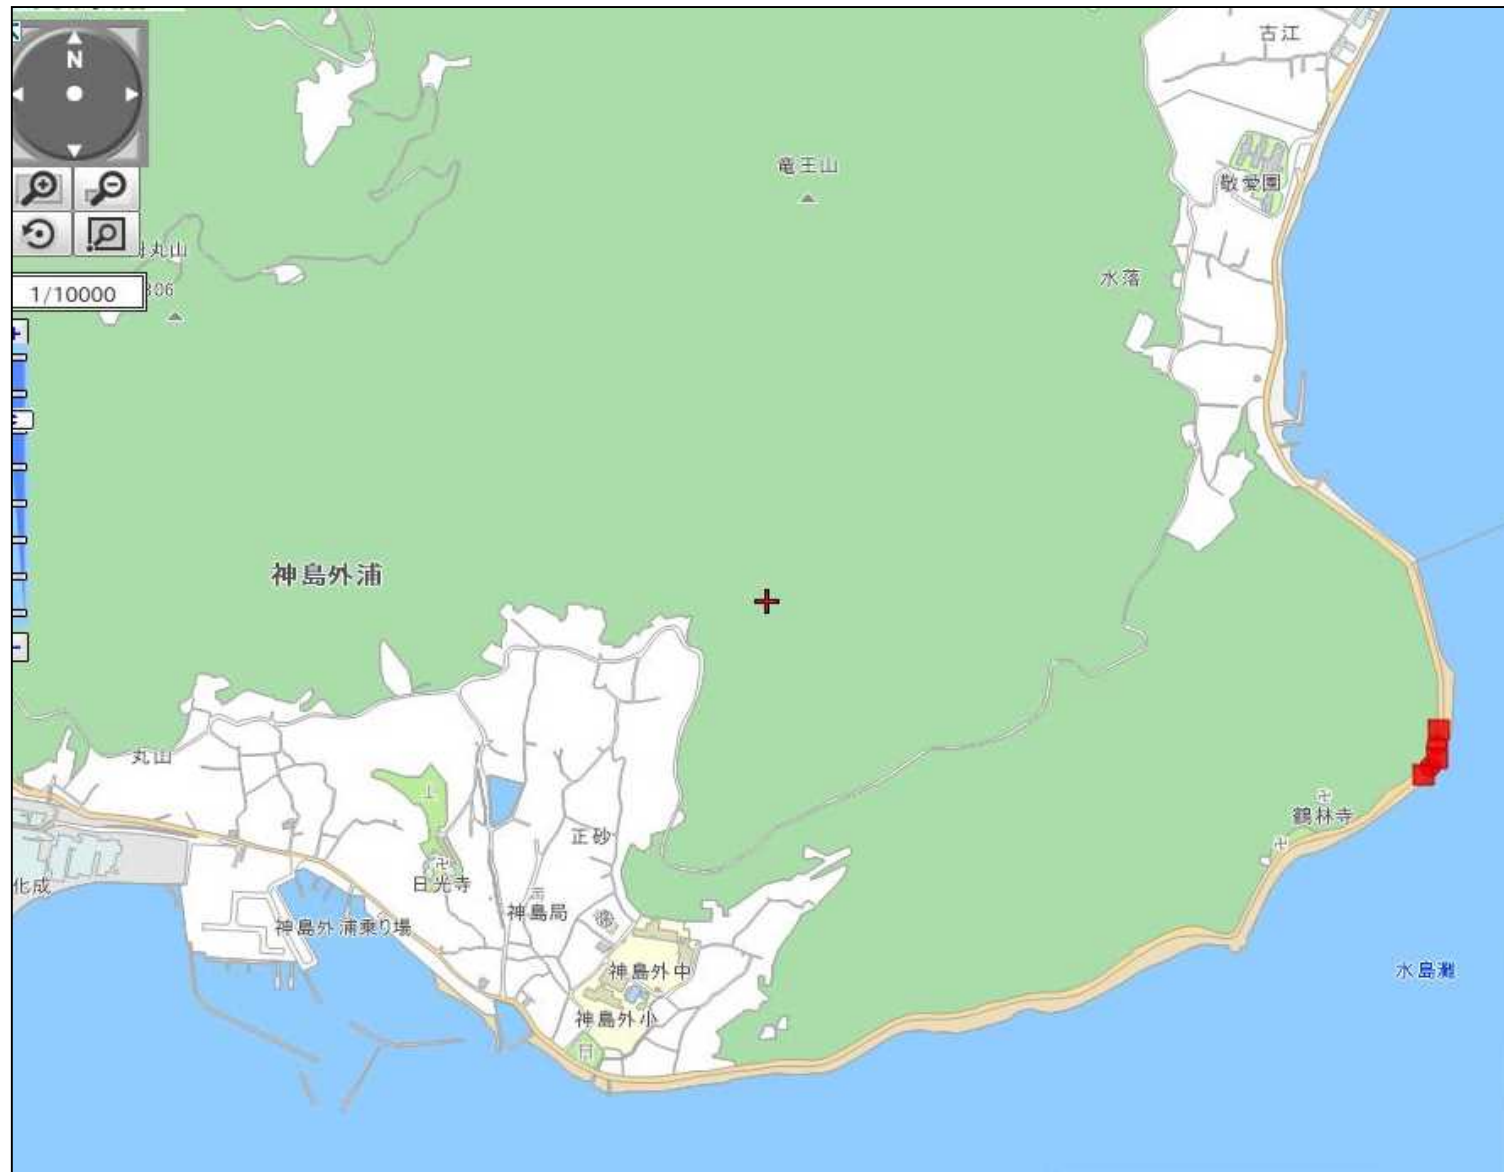 古江
N
竜王山
敬愛園
丸山
水落
1/10000
306
神島外浦
丸山
正砂
鶴林寺
化成
日光寺
神島局
神島外浦乗り場
神島外中
水島灘
神島外小